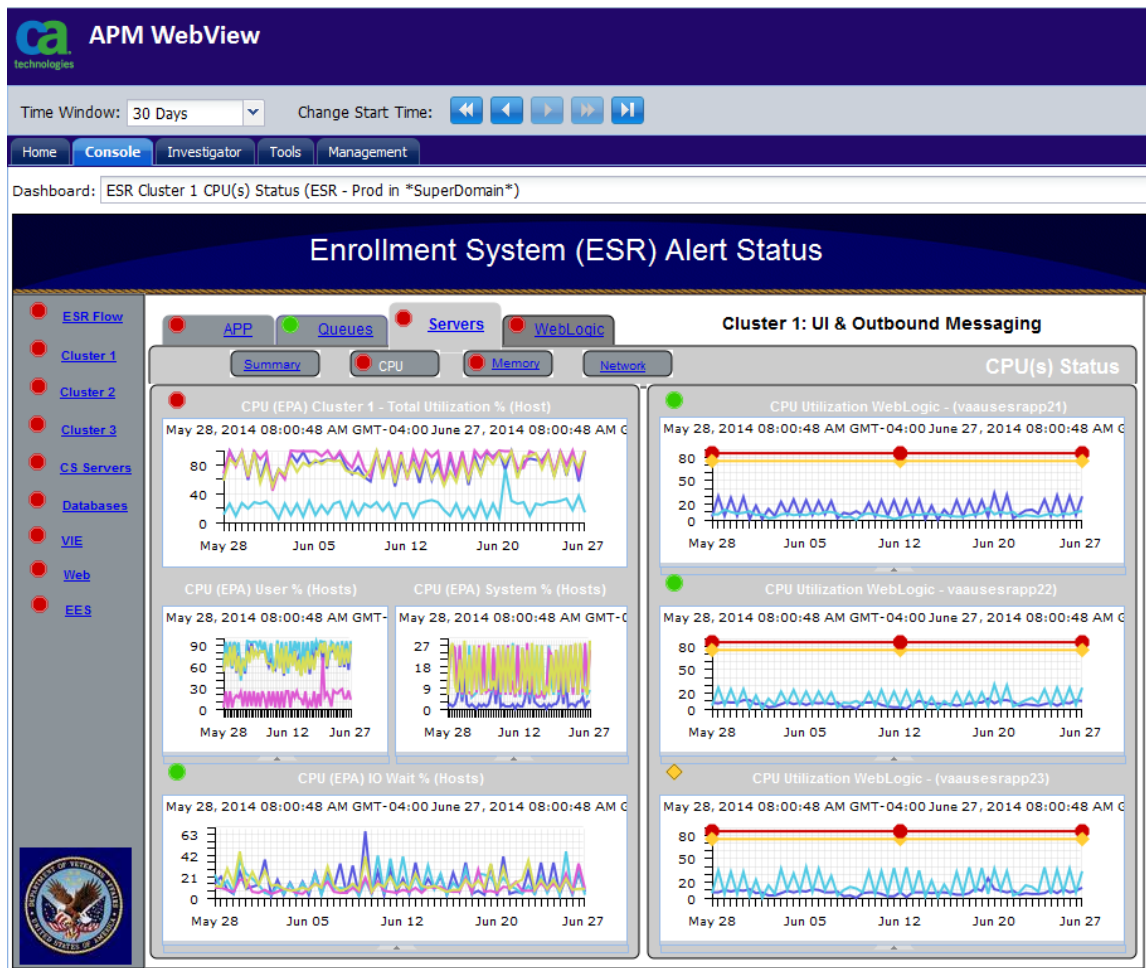 ca
technologies
APM WebView
Time Window: 30 Days Change Start Time:
Home Console Investigator Tools Management
Dashboard: ESR Cluster 1 CPU(s) Status (ESR - Prod in *SuperDomain*)
Enrollment System (ESR) Alert Status
ESR Flow
Cluster 1
Cluster 2
Cluster 3
CS Servers
Databases
VIE
Web
EES
APP Queues Servers WebLogic Cluster 1: UI & Outbound Messaging
Summary CPU Memory Network CPU(s) Status
CPU (EPA) Cluster 1 - Total Utilization % (Host)
May 28, 2014 08:00:48 AM GMT-04:00 June 27, 2014 08:00:48 AM G
80
40
0
May 28 Jun 05 Jun 12 Jun 20 Jun 27
CPU (EPA) User % (Hosts)
May 28, 2014 08:00:48 AM GMT-
90
60
30
0
May 28 Jun 12 Jun 27
CPU (EPA) System % (Hosts)
May 28, 2014 08:00:48 AM GMT-0
27
18
9
0
May 28 Jun 12 Jun 27
CPU (EPA) IO Wait % (Hosts)
May 28, 2014 08:00:48 AM GMT-04:00 June 27, 2014 08:00:48 AM G
63
42
21
0
May 28 Jun 05 Jun 12 Jun 20 Jun 27
CPU Utilization WebLogic - (vaausesrapp21)
May 28, 2014 08:00:48 AM GMT-04:00 June 27, 2014 08:00:48 AM G
80
50
20
0
May 28 Jun 05 Jun 12 Jun 20 Jun 27
CPU Utilization WebLogic - vaausesrapp22)
May 28, 2014 08:00:48 AM GMT-04:00 June 27, 2014 08:00:48 AM G
80
50
20
0
May 28 Jun 05 Jun 12 Jun 20 Jun 27
CPU Utilization WebLogic - (vaausesrapp23)
May 28, 2014 08:00:48 AM GMT-04:00 June 27, 2014 08:00:48 AM G
80
50
20
0
May 28 Jun 05 Jun 12 Jun 20 Jun 27
DEPARTMENT OF VETERANS AFFAIRS
UNITED STATES OF AMERICA